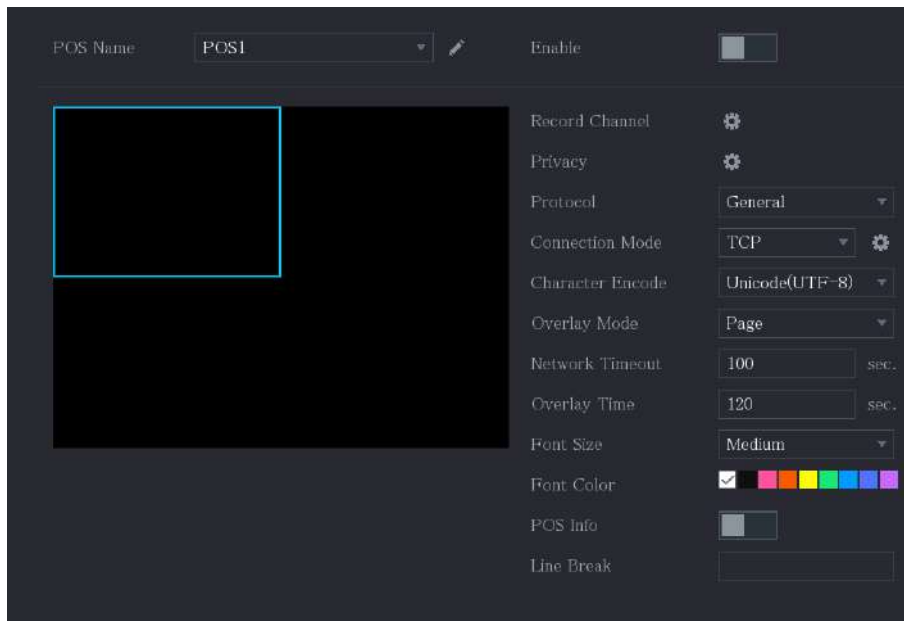 POS Name POS1 Enable
Record Channel
Privacy
Protocol General
Connection Mode TCP
Character Encode Unicode(UTF-8)
Overlay Mode Page
Network Timeout 100 sec.
Overlay Time 120 sec.
Font Size Medium
Font Color
POS Info
Line Break